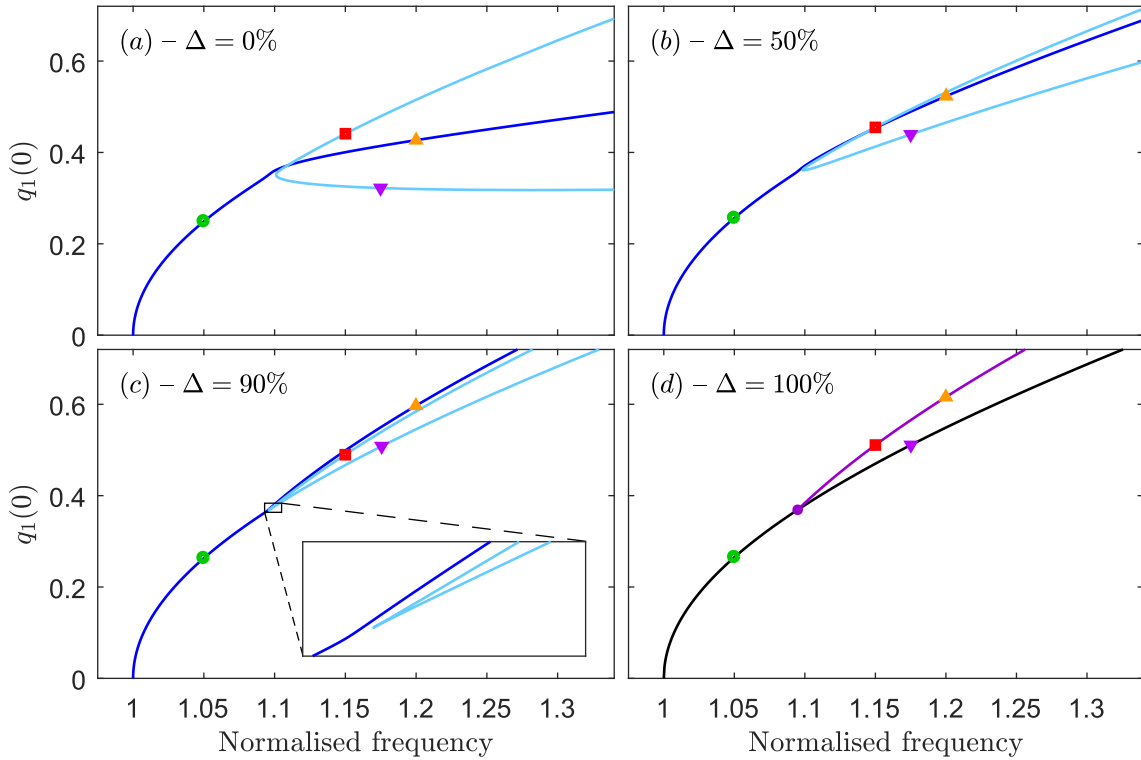 (a) – Δ = 0%
(b) – Δ = 50%
0.6
0.4
0.2
0
q₁(0)
(c) – Δ = 90%
(d) – Δ = 100%
0.6
0.4
0.2
0
q₁(0)
1 1.05 1.1 1.15 1.2 1.25 1.3
1 1.05 1.1 1.15 1.2 1.25 1.3
Normalised frequency
Normalised frequency